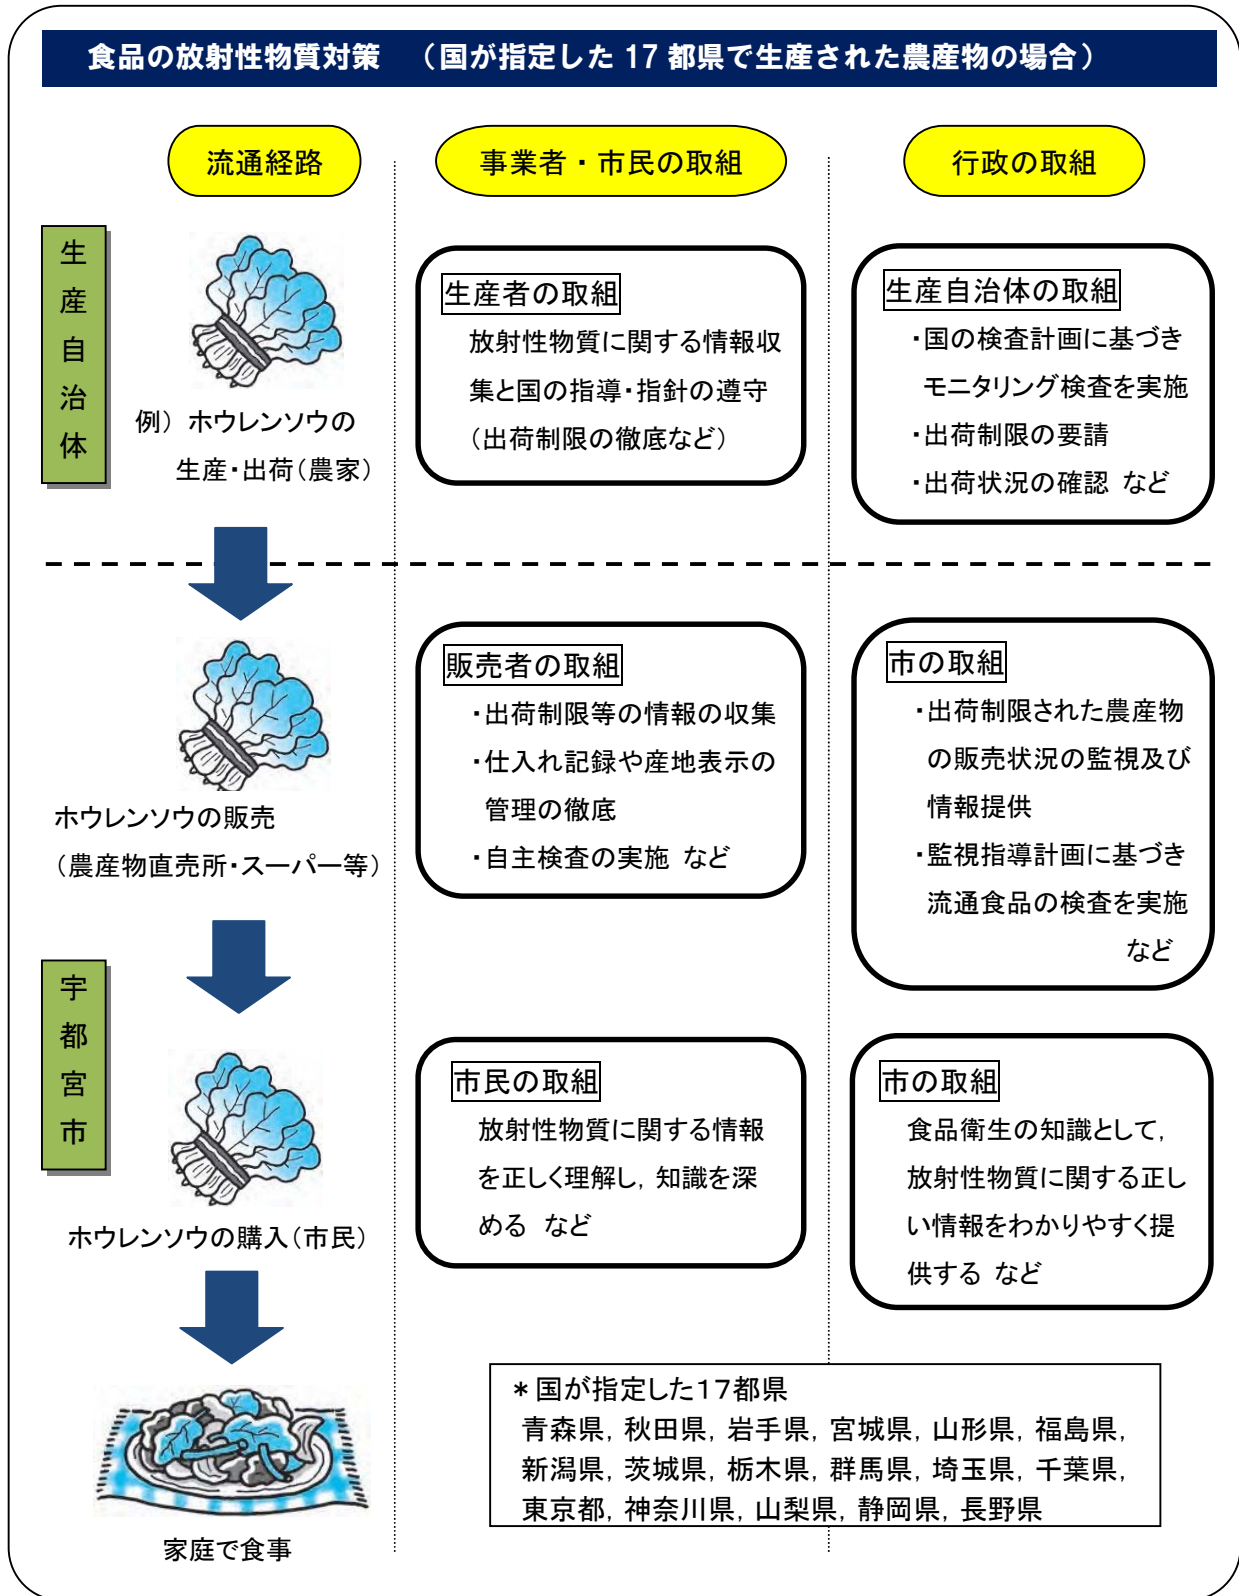 食品の放射性物質対策　（国が指定した 17 都県で生産された農産物の場合）
流通経路
事業者・市民の取組
行政の取組
生産自治体
例） ホウレンソウの
生産・出荷（農家）
生産者の取組
放射性物質に関する情報収
集と国の指導・指針の遵守
（出荷制限の徹底など）
生産自治体の取組
・国の検査計画に基づき
モニタリング検査を実施
・出荷制限の要請
・出荷状況の確認 など
ホウレンソウの販売
（農産物直売所・スーパー等）
販売者の取組
・出荷制限等の情報の収集
・仕入れ記録や産地表示の
管理の徹底
・自主検査の実施 など
市の取組
・出荷制限された農産物
の販売状況の監視及び
情報提供
・監視指導計画に基づき
流通食品の検査を実施
など
宇都宮市
ホウレンソウの購入（市民）
市民の取組
放射性物質に関する情報
を正しく理解し，知識を深
める など
市の取組
食品衛生の知識として，
放射性物質に関する正し
い情報をわかりやすく提
供する など
家庭で食事
＊国が指定した１７都県
青森県，秋田県，岩手県，宮城県，山形県，福島県，
新潟県，茨城県，栃木県，群馬県，埼玉県，千葉県，
東京都，神奈川県，山梨県，静岡県，長野県